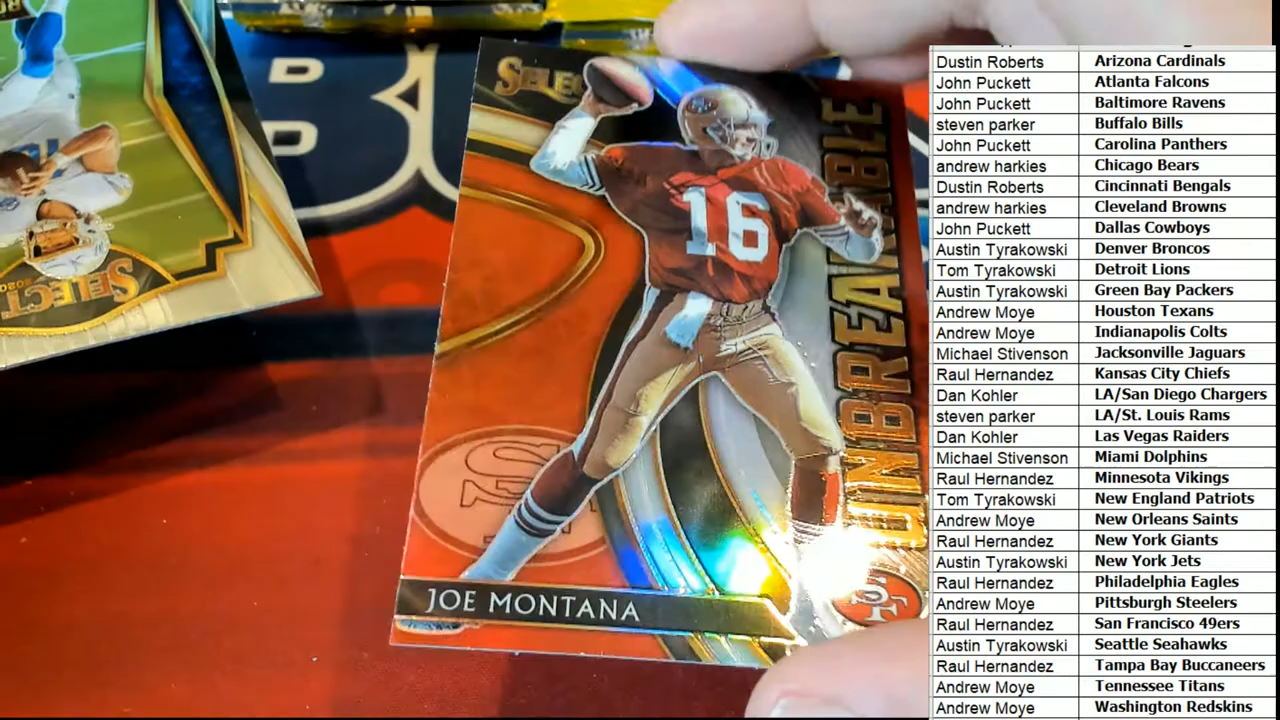 SELECT
16
UNBREAKABLE
SF
JOE MONTANA
SF
SELECT
2020
Dustin Roberts Arizona Cardinals
John Puckett Atlanta Falcons
John Puckett Baltimore Ravens
steven parker Buffalo Bills
John Puckett Carolina Panthers
andrew harkies Chicago Bears
Dustin Roberts Cincinnati Bengals
andrew harkies Cleveland Browns
John Puckett Dallas Cowboys
Austin Tyrakowski Denver Broncos
Tom Tyrakowski Detroit Lions
Austin Tyrakowski Green Bay Packers
Andrew Moye Houston Texans
Andrew Moye Indianapolis Colts
Michael Stivenson Jacksonville Jaguars
Raul Hernandez Kansas City Chiefs
Dan Kohler LA/San Diego Chargers
steven parker LA/St. Louis Rams
Dan Kohler Las Vegas Raiders
Michael Stivenson Miami Dolphins
Raul Hernandez Minnesota Vikings
Tom Tyrakowski New England Patriots
Andrew Moye New Orleans Saints
Raul Hernandez New York Giants
Austin Tyrakowski New York Jets
Raul Hernandez Philadelphia Eagles
Andrew Moye Pittsburgh Steelers
Raul Hernandez San Francisco 49ers
Austin Tyrakowski Seattle Seahawks
Raul Hernandez Tampa Bay Buccaneers
Andrew Moye Tennessee Titans
Andrew Moye Washington Redskins